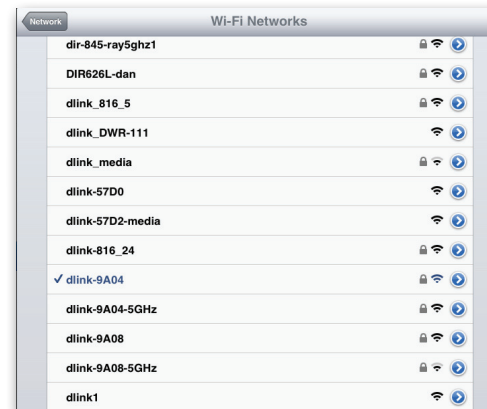 Network
Wi-Fi Networks
dir-845-ray5ghz1
DIR626L-dan
dlink_816_5
dlink_DWR-111
dlink_media
dlink-57D0
dlink-57D2-media
dlink-816_24
dlink-9A04
dlink-9A04-5GHz
dlink-9A08
dlink-9A08-5GHz
dlink1